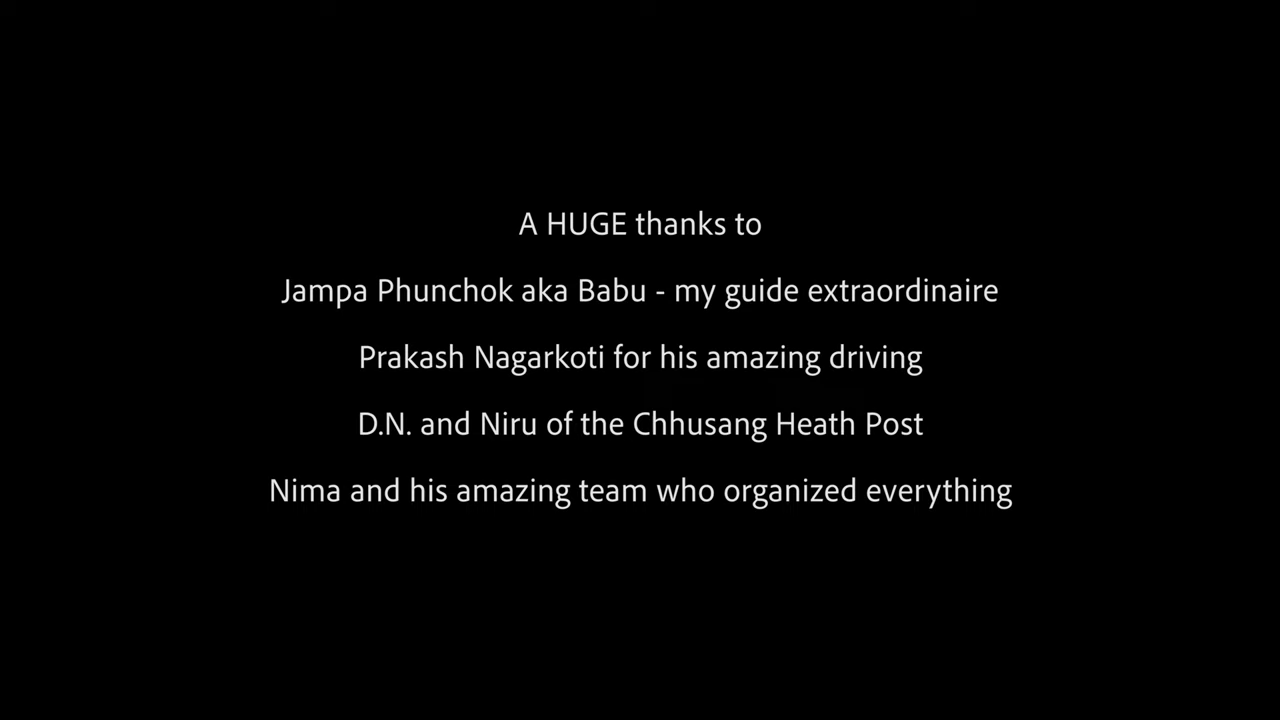 A HUGE thanks to
Jampa Phunchok aka Babu - my guide extraordinaire
Prakash Nagarkoti for his amazing driving
D.N. and Niru of the Chhusang Heath Post
Nima and his amazing team who organized everything